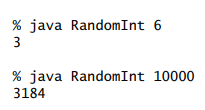 % java RandomInt 6
3
% java RandomInt 10000
3184